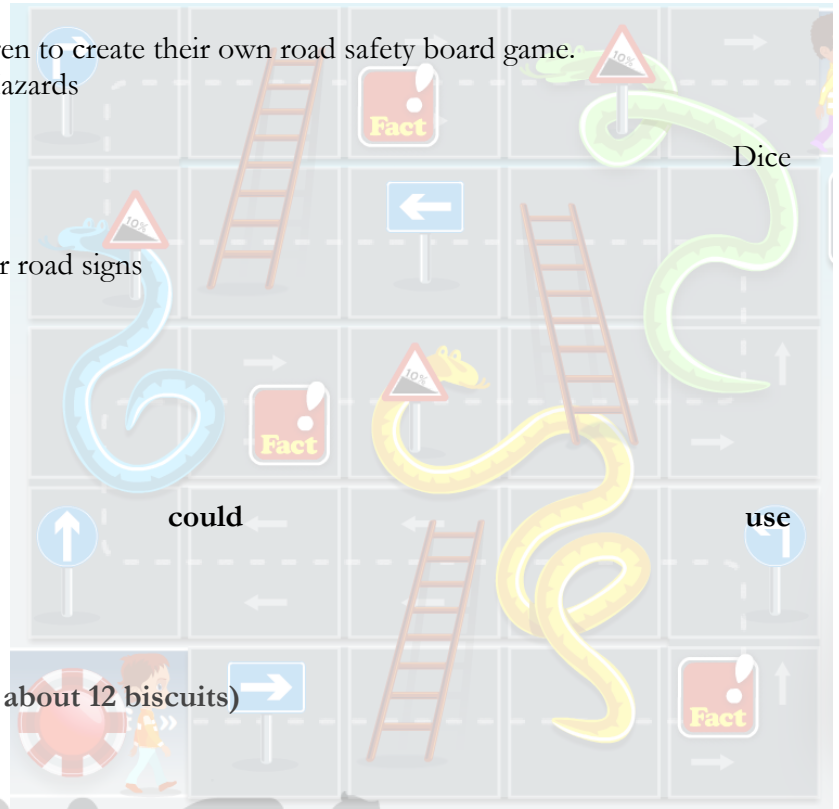 ren to create their own road safety board game.
azards
10%
Fact
Dice
10%
r road signs
10%
Fact
could use
about 12 biscuits)
Fact